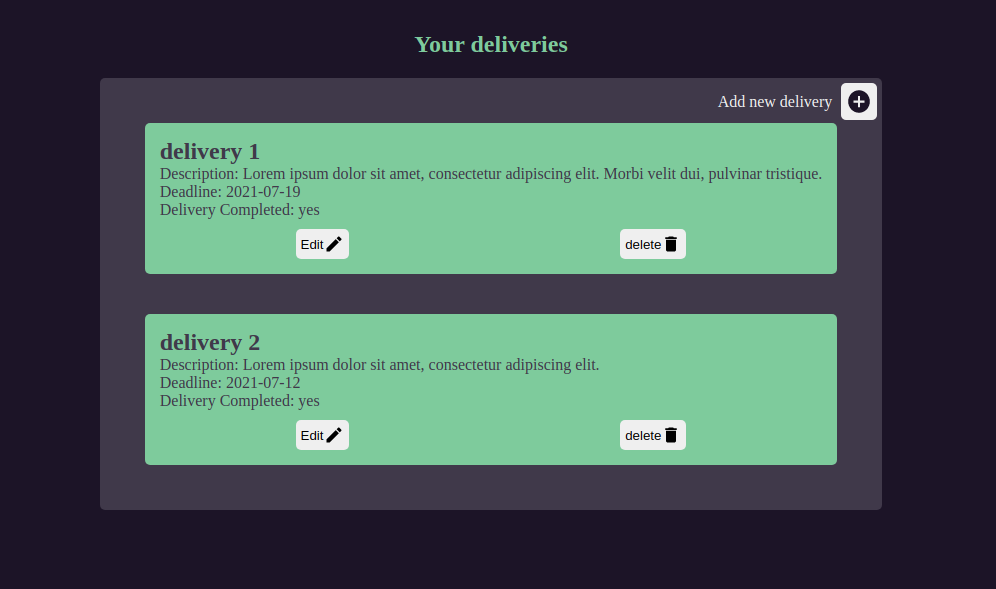 Your deliveries
Add new delivery
delivery 1
Description: Lorem ipsum dolor sit amet, consectetur adipiscing elit. Morbi velit dui, pulvinar tristique.
Deadline: 2021-07-19
Delivery Completed: yes
Edit delete
delivery 2
Description: Lorem ipsum dolor sit amet, consectetur adipiscing elit.
Deadline: 2021-07-12
Delivery Completed: yes
Edit delete